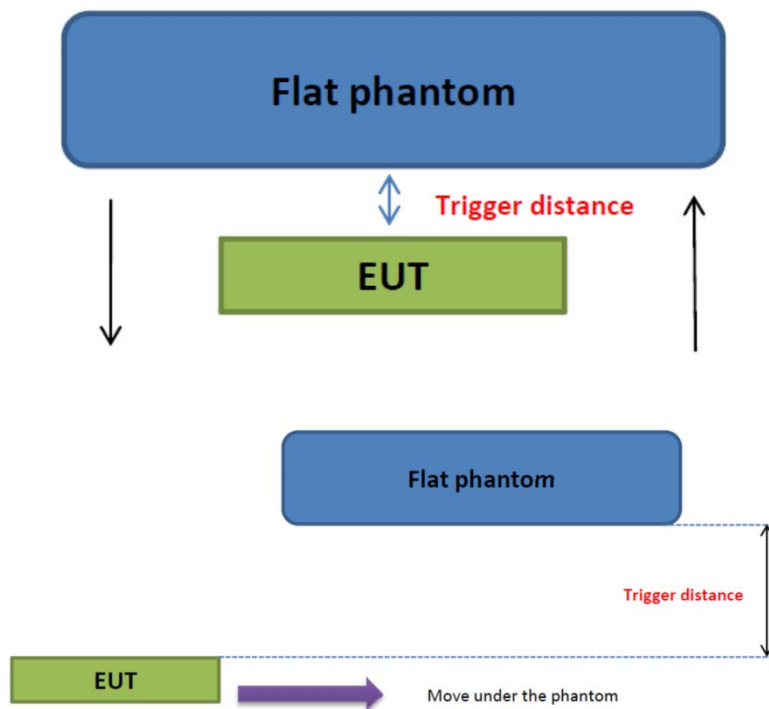 Flat phantom
Trigger distance
EUT
Flat phantom
Trigger distance
EUT
Move under the phantom